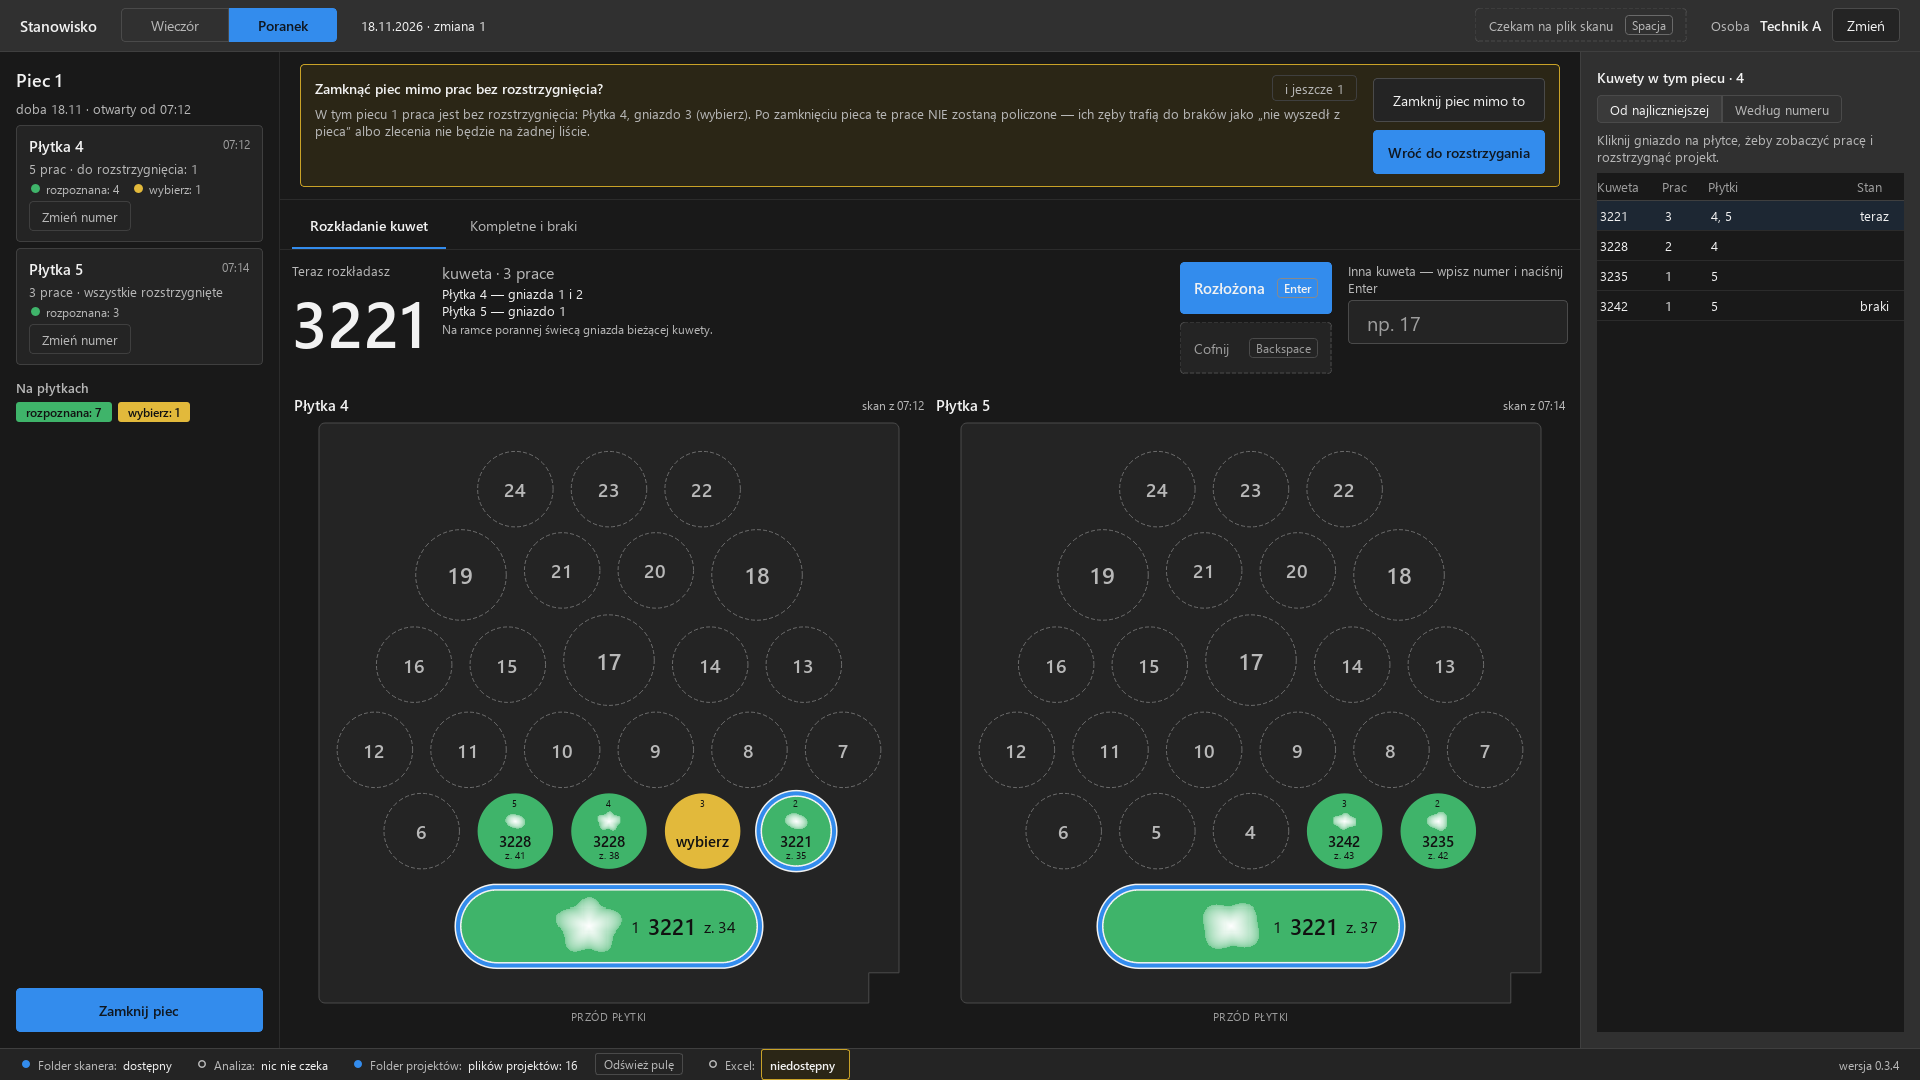 Stanowisko
Wieczór
Poranek
18.11.2026 · zmiana 1
Czekam na plik skanu
Spacja
Osoba
Technik A
Zmień
Piec 1
doba 18.11 · otwarty od 07:12
Płytka 4
07:12
5 prac · do rozstrzygnięcia: 1
rozpoznana: 4
wybierz: 1
Zmień numer
Płytka 5
07:14
3 prace · wszystkie rozstrzygnięte
rozpoznana: 3
Zmień numer
Na płytkach
rozpoznana: 7
wybierz: 1
Zamknij piec
Zamknąć piec mimo prac bez rozstrzygnięcia?
i jeszcze 1
W tym piecu 1 praca jest bez rozstrzygnięcia: Płytka 4, gniazdo 3 (wybierz). Po zamknięciu pieca te prace NIE zostaną policzone — ich zęby trafią do braków jako „nie wyszedł z
pieca” albo zlecenia nie będzie na żadnej liście.
Zamknij piec mimo to
Wróć do rozstrzygania
Rozkładanie kuwet
Kompletne i braki
Teraz rozkładasz
3221
kuweta · 3 prace
Płytka 4 — gniazda 1 i 2
Płytka 5 — gniazdo 1
Na ramce porannej świecą gniazda bieżącej kuwety.
Rozłożona
Enter
Cofnij
Backspace
Inna kuweta — wpisz numer i naciśnij
Enter
np. 17
Płytka 4
skan z 07:12
24
23
22
19
21
20
18
16
15
17
14
13
12
11
10
9
8
7
6
5
3228
z. 41
4
3228
z. 38
3
wybierz
2
3221
z. 35
1
3221
z. 34
PRZÓD PŁYTKI
Płytka 5
skan z 07:14
24
23
22
19
21
20
18
16
15
17
14
13
12
11
10
9
8
7
6
5
4
3
3242
z. 43
2
3235
z. 42
1
3221
z. 37
PRZÓD PŁYTKI
Kuwety w tym piecu · 4
Od najliczniejszej
Według numeru
Kliknij gniazdo na płytce, żeby zobaczyć pracę i
rozstrzygnąć projekt.
Kuweta Prac Płytki Stan
3221 3 4, 5 teraz
3228 2 4
3235 1 5
3242 1 5 braki
Folder skanera: dostępny
Analiza: nic nie czeka
Folder projektów: plików projektów: 16
Odśwież pulę
Excel: niedostępny
wersja 0.3.4